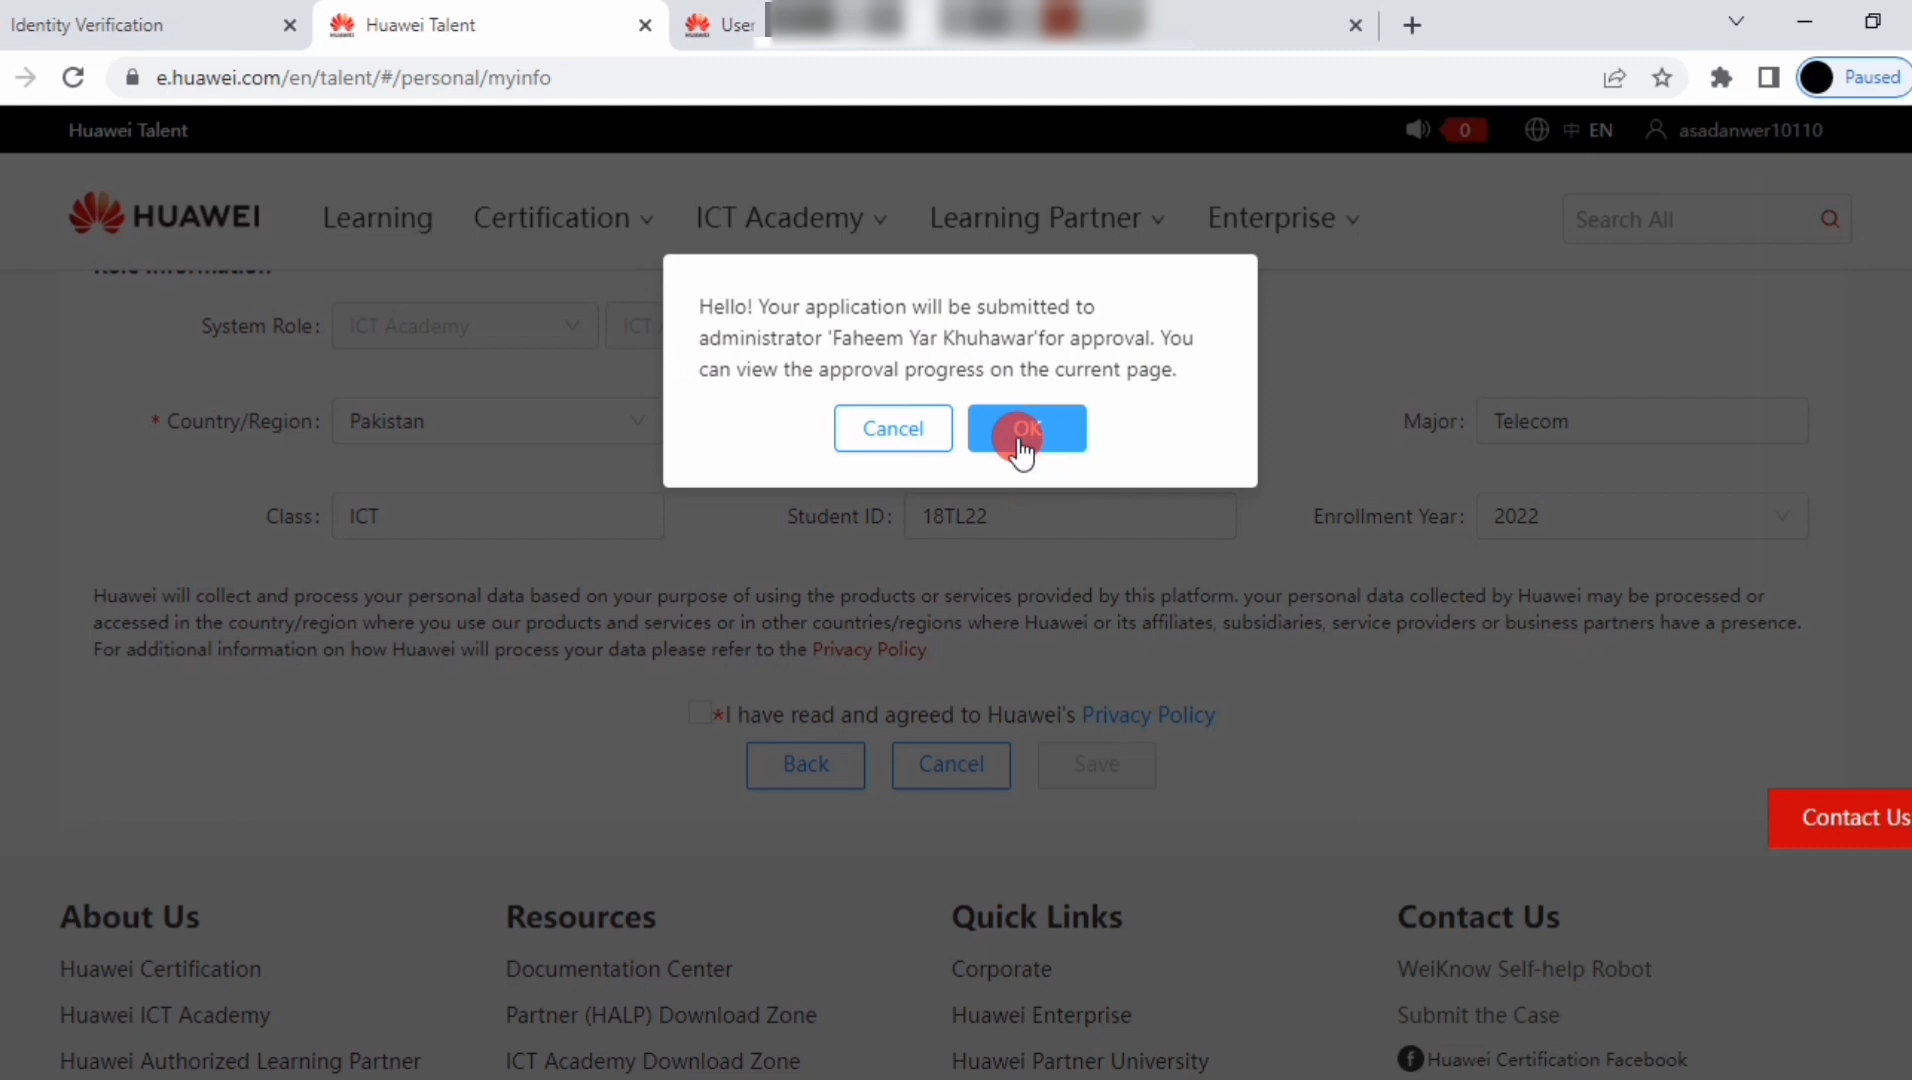 Identity Verification
Huawei Talent
User
e.huawei.com/en/talent/#/personal/myinfo
Paused
Huawei Talent
0
中 EN
asadanwer10110
HUAWEI
Learning
Certification
ICT Academy
Learning Partner
Enterprise
Search All
Role Information
System Role:
ICT Academy
ICT
Hello! Your application will be submitted to
administrator 'Faheem Yar Khuhawar'for approval. You
can view the approval progress on the current page.
Cancel
OK
* Country/Region:
Pakistan
Major:
Telecom
Class:
ICT
Student ID:
18TL22
Enrollment Year:
2022
Huawei will collect and process your personal data based on your purpose of using the products or services provided by this platform. your personal data collected by Huawei may be processed or
accessed in the country/region where you use our products and services or in other countries/regions where Huawei or its affiliates, subsidiaries, service providers or business partners have a presence.
For additional information on how Huawei will process your data please refer to the Privacy Policy
*I have read and agreed to Huawei's Privacy Policy
Back
Cancel
Save
Contact Us
About Us
Resources
Quick Links
Contact Us
Huawei Certification
Documentation Center
Corporate
WeiKnow Self-help Robot
Huawei ICT Academy
Partner (HALP) Download Zone
Huawei Enterprise
Submit the Case
Huawei Authorized Learning Partner
ICT Academy Download Zone
Huawei Partner University
Huawei Certification Facebook